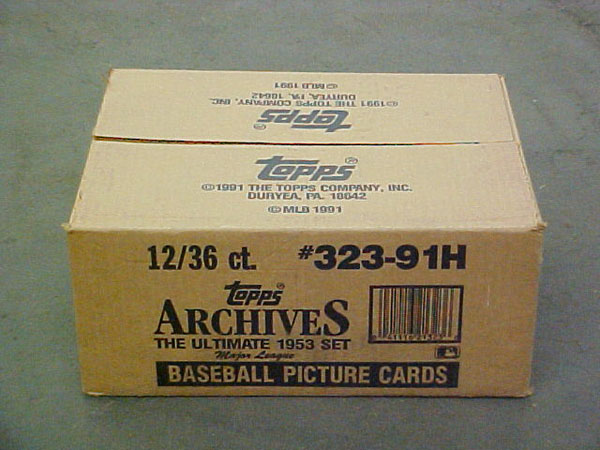 © MLB 1991
©1991 THE TOPPS COMPANY, INC.
DURYEA, PA. 18642
Topps®
Topps®
©1991 THE TOPPS COMPANY, INC.
DURYEA, PA. 18642
© MLB 1991
12/36 ct. #323-91H
Topps®
ARCHIVES
THE ULTIMATE 1953 SET
Major League
BASEBALL PICTURE CARDS